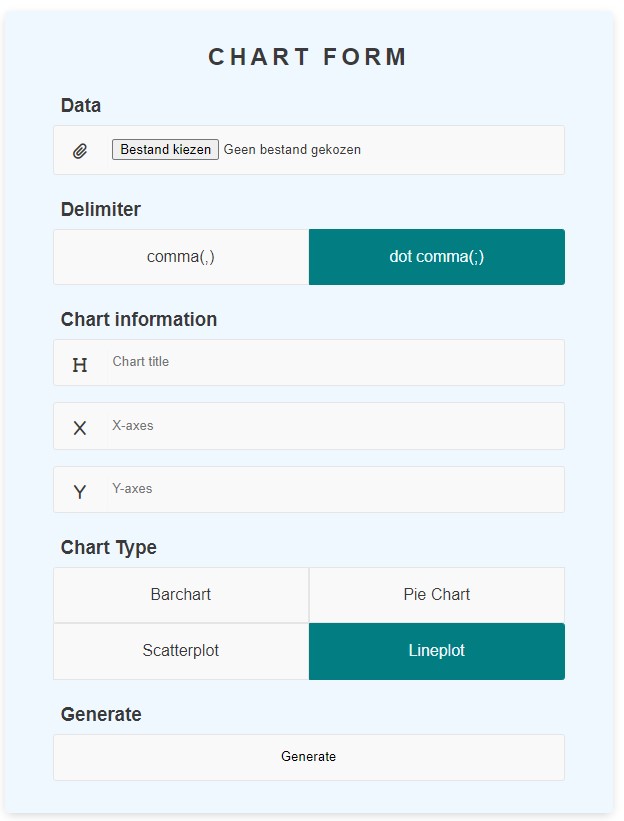 CHART FORM
Data
Bestand kiezen Geen bestand gekozen
Delimiter
comma(,) dot comma(;)
Chart information
H Chart title
X X-axes
Y Y-axes
Chart Type
Barchart Pie Chart
Scatterplot Lineplot
Generate
Generate